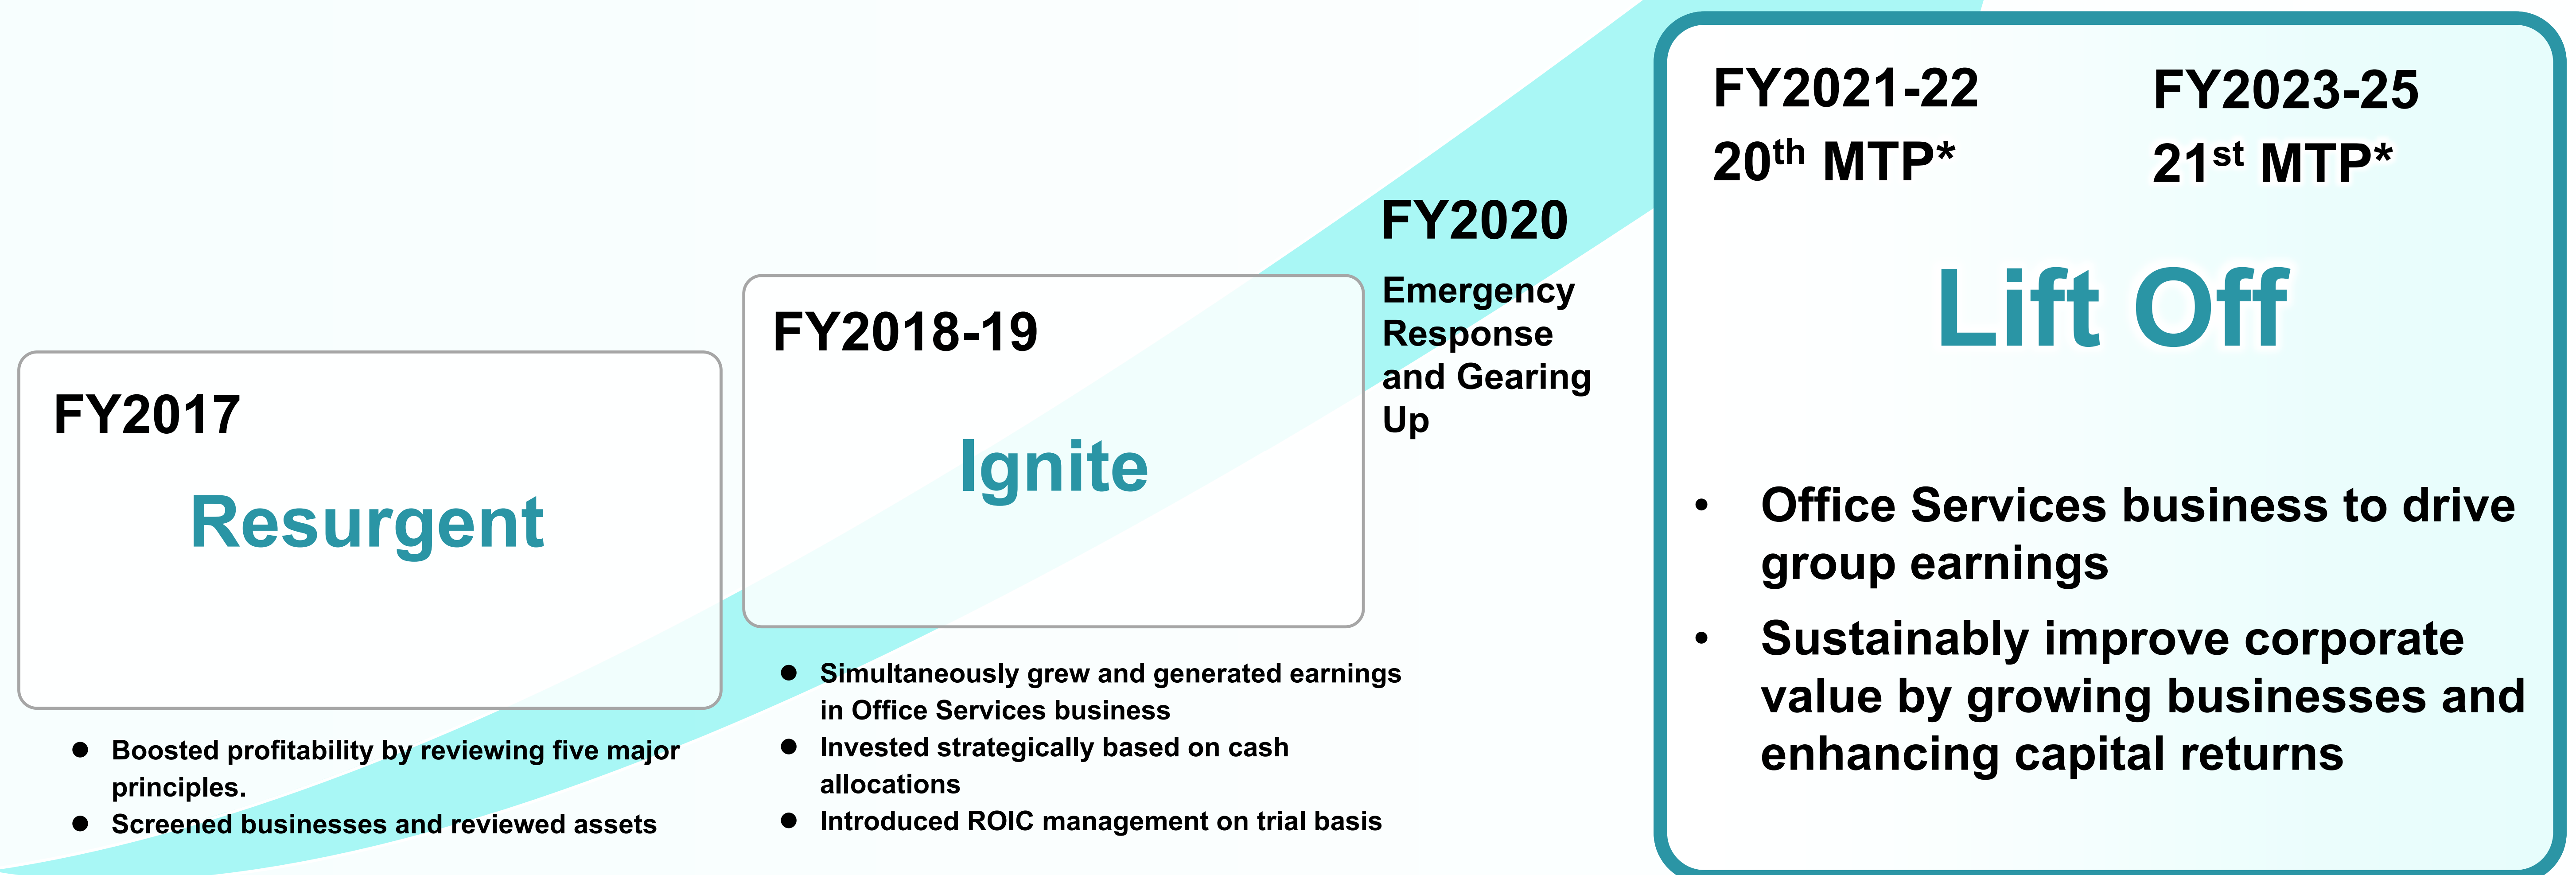 FY2017
Resurgent
● Boosted profitability by reviewing five major
principles.
● Screened businesses and reviewed assets
FY2018-19
Ignite
● Simultaneously grew and generated earnings
in Office Services business
● Invested strategically based on cash
allocations
● Introduced ROIC management on trial basis
FY2020
Emergency
Response
and Gearing
Up
FY2021-22
20th MTP*
FY2023-25
21st MTP*
Lift Off
• Office Services business to drive
group earnings
• Sustainably improve corporate
value by growing businesses and
enhancing capital returns